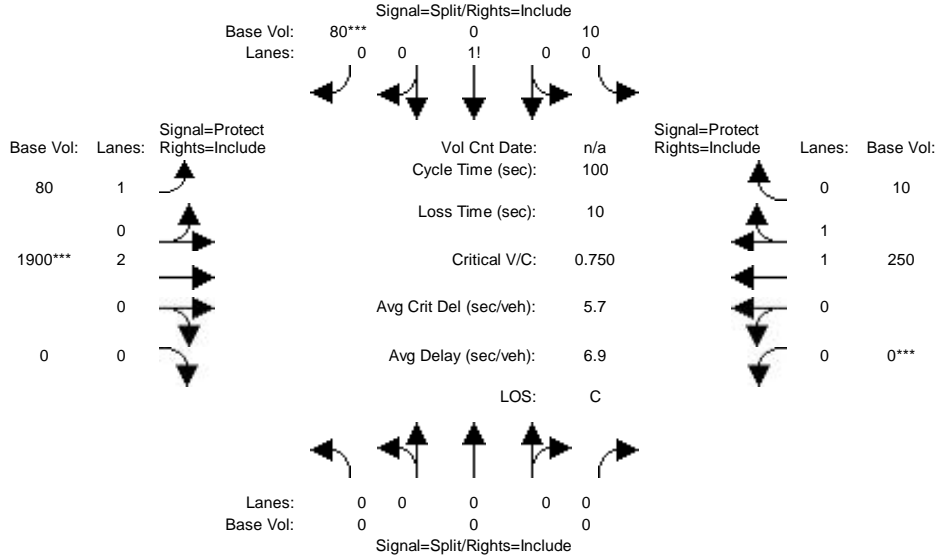 Signal=Split/Rights=Include
Base Vol: 80*** 0 10
Lanes: 0 0 1! 0 0
Signal=Protect Signal=Protect
Base Vol: Lanes: Rights=Include Vol Cnt Date: n/a Rights=Include Lanes: Base Vol:
Cycle Time (sec): 100
80 1 0 10
Loss Time (sec): 10
0 1
1900*** 2 Critical V/C: 0.750 1 250
0 Avg Crit Del (sec/veh): 5.7 0
0 0 Avg Delay (sec/veh): 6.9 0 0***
LOS: C
Lanes: 0 0 0 0 0
Base Vol: 0 0 0
Signal=Split/Rights=Include